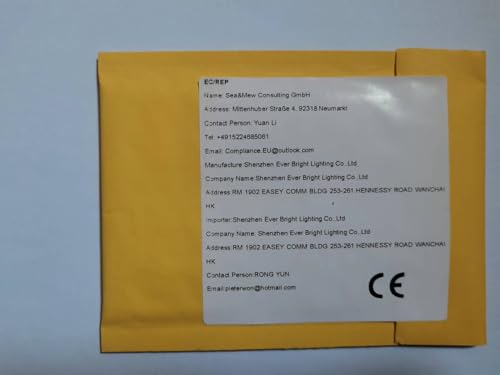 EC/REP
Name: Sea&Mew Consulting GmbH
Address: Mittenhuber Straße 4, 92318 Neumarkt
Contact Person: Yuan Li
Tel: +4915224685061
Email: Compliance.EU@outlook.com
Manufacture:Shenzhen Ever Bright Lighting Co.,Ltd
Company Name:Shenzhen Ever Bright Lighting Co.,Ltd
Address:RM 1902 EASEY COMM BLDG 253-261 HENNESSY ROAD WANCHAI
HK
Importer:Shenzhen Ever Bright Lighting Co.,Ltd
Company Name: Shenzhen Ever Bright Lighting Co.,Ltd
Address:RM 1902 EASEY COMM BLDG 253-261 HENNESSY ROAD WANCHAI
HK
Contact Person:RONG YUN
Email:pieterwon@hotmail.com
CE